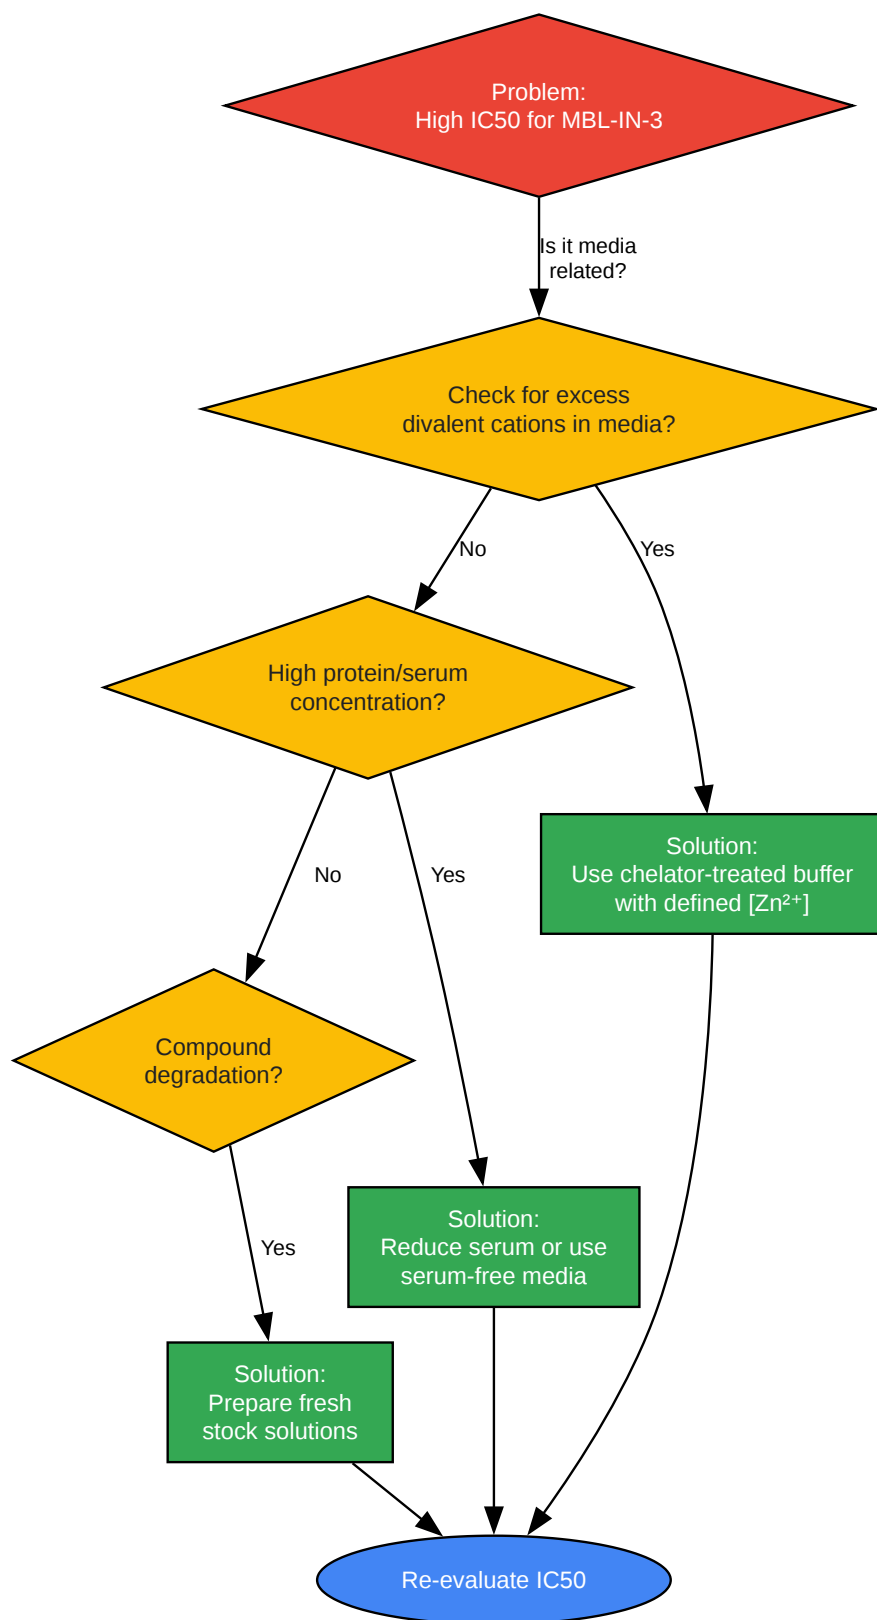 Problem:
High IC50 for MBL-IN-3
Is it media
related?
Check for excess
divalent cations in media?
No
Yes
High protein/serum
concentration?
Solution:
Use chelator-treated buffer
with defined [Zn²⁺]
No
Yes
Compound
degradation?
Solution:
Reduce serum or use
serum-free media
Yes
Solution:
Prepare fresh
stock solutions
Re-evaluate IC50